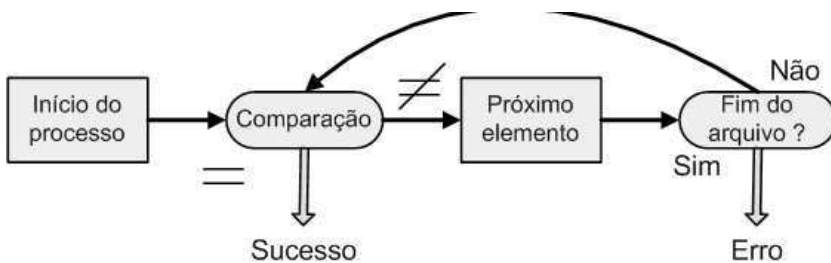 Início do
processo
Comparação
=
≠
Sucesso
Próximo
elemento
Não
Fim do
arquivo ?
Sim
Erro